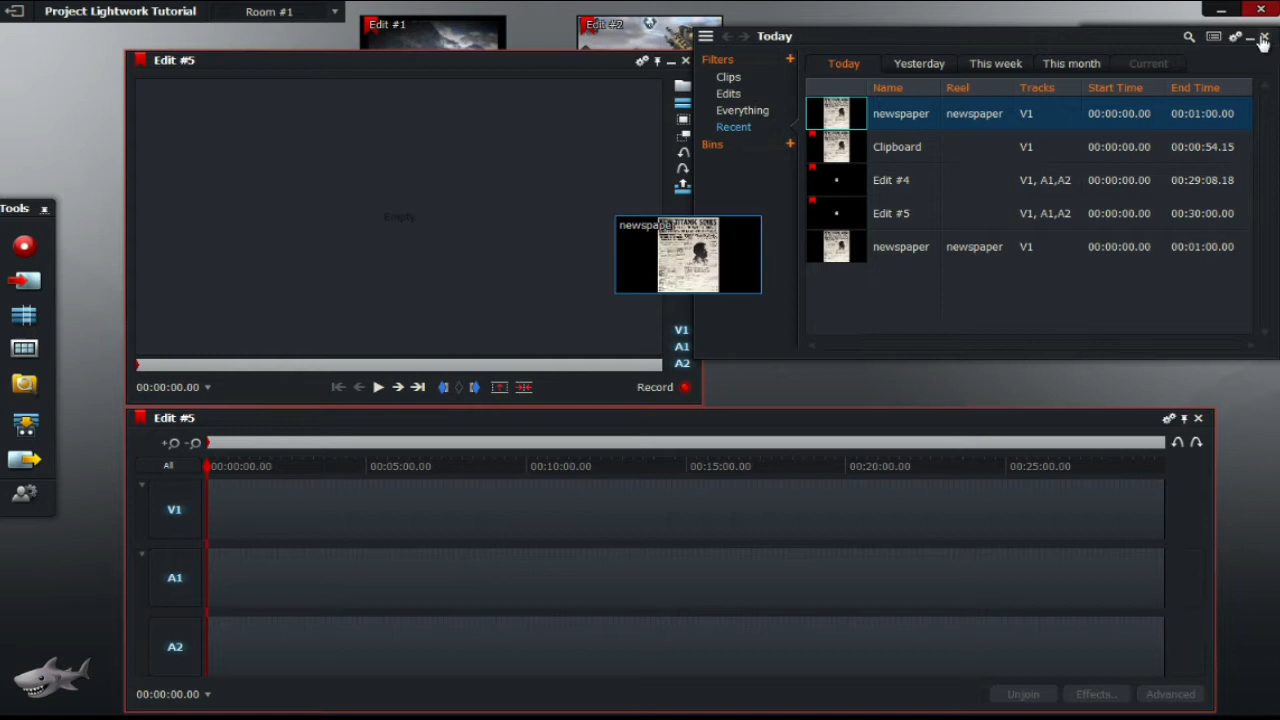 Project Lightwork Tutorial
Room #1
Edit #1
Edit #2
Edit #5
Empty
V1
A1
A2
00:00:00.00
Record
Today
Filters +
Clips
Edits
Everything
Recent
Bins +
Today Yesterday This week This month Current
Name Reel Tracks Start Time End Time
newspaper newspaper V1 00:00:00.00 00:01:00.00
Clipboard V1 00:00:00.00 00:00:54.15
Edit #4 V1, A1,A2 00:00:00.00 00:29:08.18
Edit #5 V1, A1,A2 00:00:00.00 00:30:00.00
newspaper newspaper V1 00:00:00.00 00:01:00.00
newspape
Tools
Edit #5
All
00:00:00.00 00:05:00.00 00:10:00.00 00:15:00.00 00:20:00.00 00:25:00.00
V1
A1
A2
00:00:00.00
Unjoin Effects.. Advanced